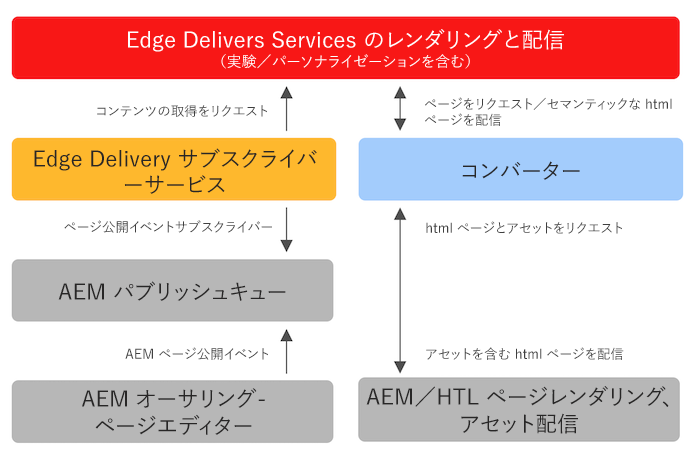 Edge Delivers Services のレンダリングと配信
（実験／パーソナライゼーションを含む）
コンテンツの取得をリクエスト
ページをリクエスト／セマンティックな html
ページを配信
Edge Delivery サブスクライバ
ーサービス
コンバーター
ページ公開イベントサブスクライバー
html ページとアセットをリクエスト
AEM パブリッシュキュー
AEM ページ公開イベント
アセットを含む html ページを配信
AEM オーサリング-
ページエディター
AEM／HTL ページレンダリング、
アセット配信